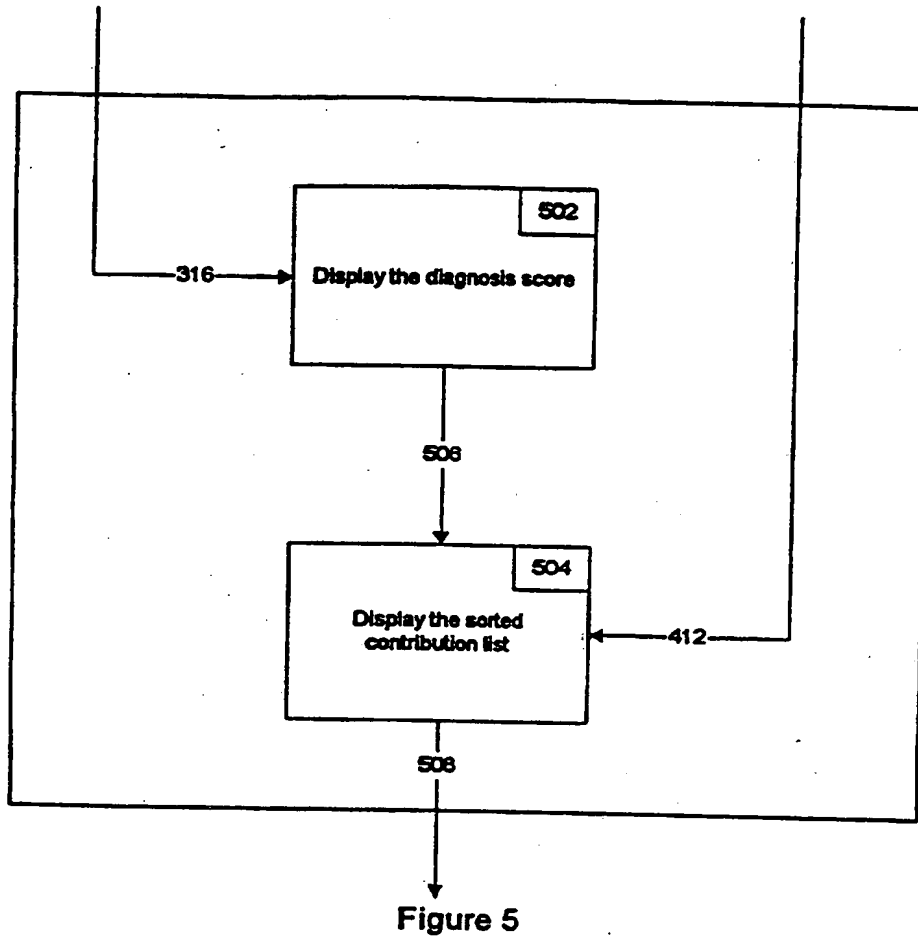 502
316
Display the diagnosis score
506
504
Display the sorted
contribution list
412
508
Figure 5